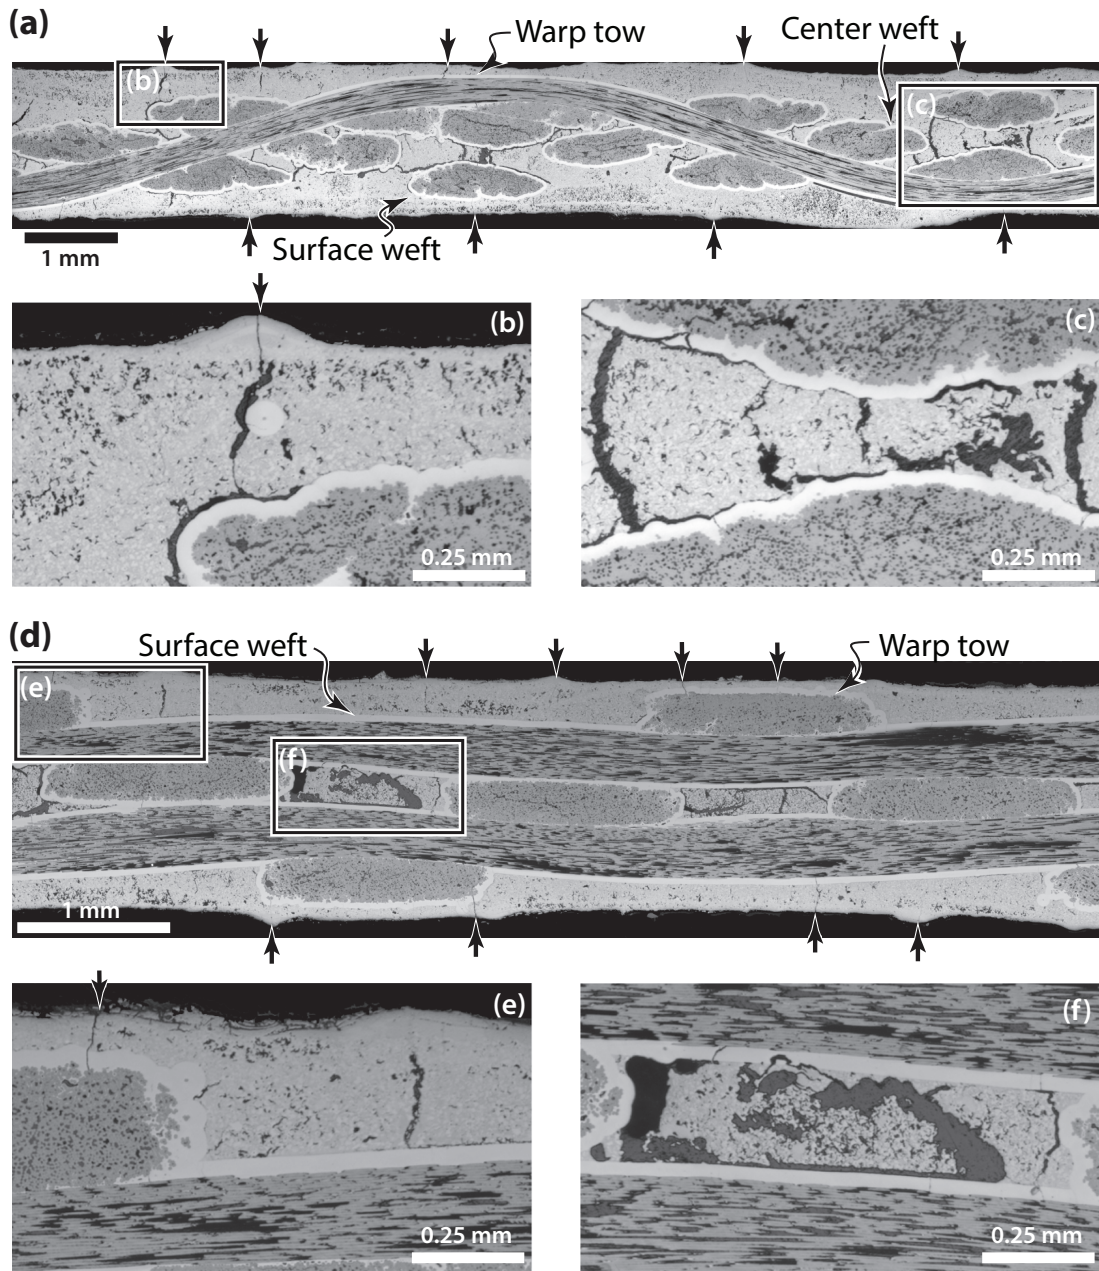 (a)
Warp tow
Center weft
(b)
(c)
Surface weft
1 mm
(b)
0.25 mm
(c)
0.25 mm
(d)
Surface weft
Warp tow
(e)
(f)
1 mm
(e)
0.25 mm
(f)
0.25 mm